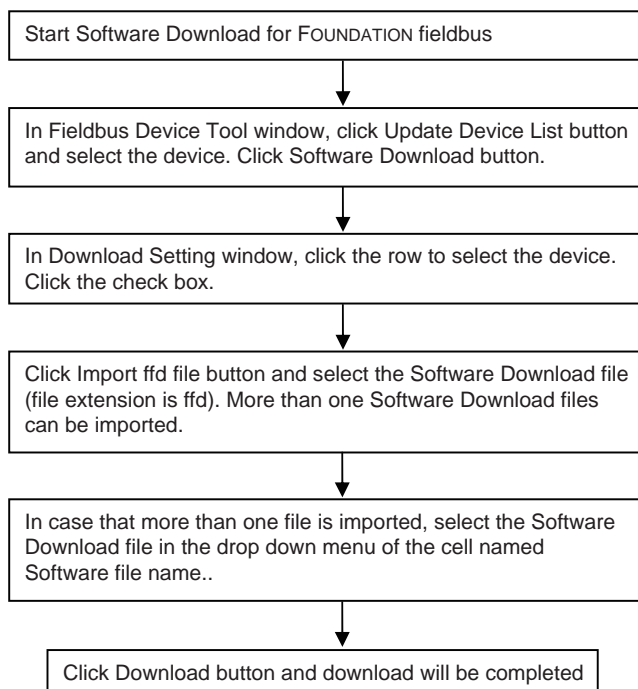 Start Software Download for FOUNDATION fieldbus
In Fieldbus Device Tool window, click Update Device List button
and select the device. Click Software Download button.
In Download Setting window, click the row to select the device.
Click the check box.
Click Import ffd file button and select the Software Download file
(file extension is ffd). More than one Software Download files
can be imported.
In case that more than one file is imported, select the Software
Download file in the drop down menu of the cell named
Software file name..
Click Download button and download will be completed